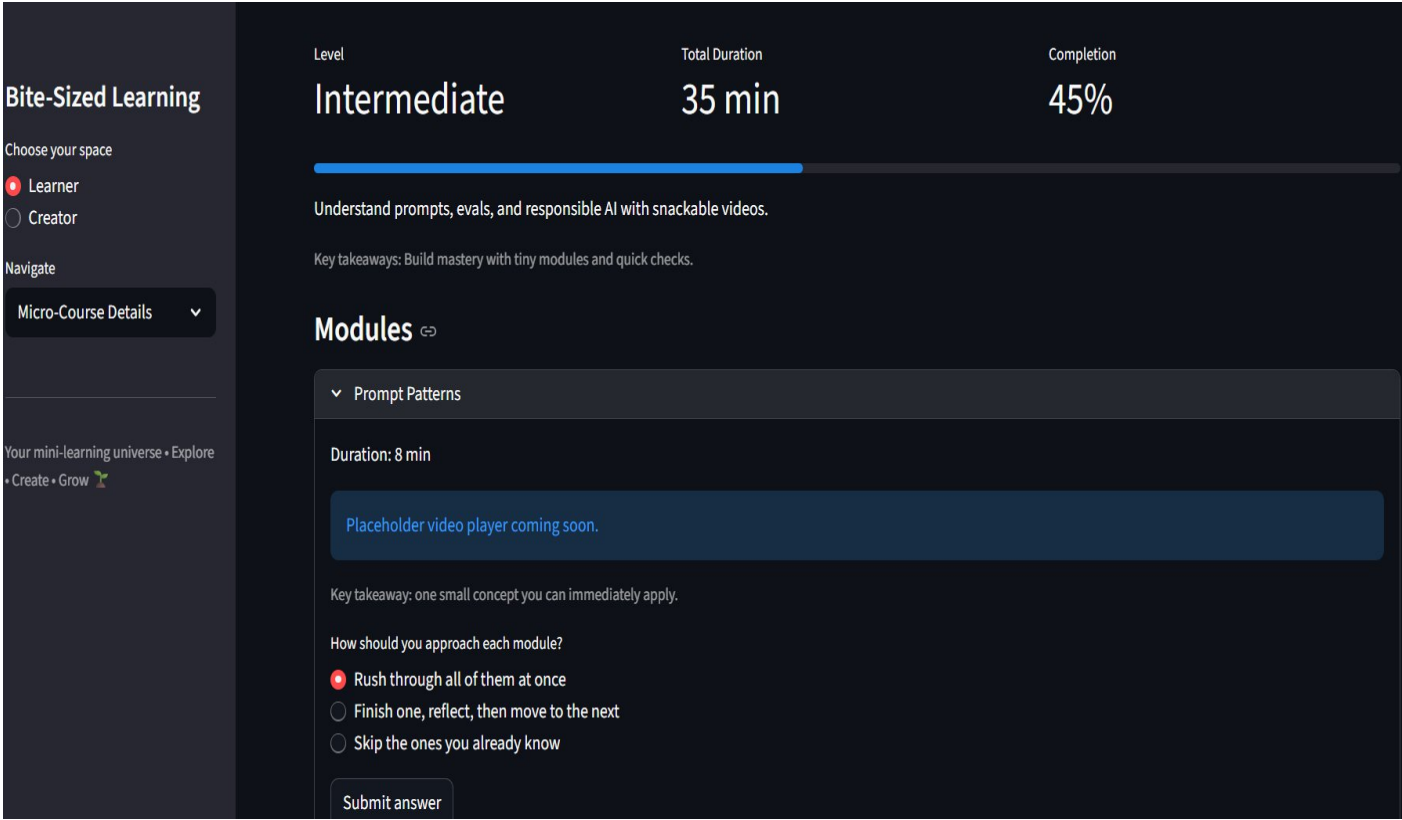 Bite-Sized Learning
Choose your space
Learner
Creator
Navigate
Micro-Course Details
Your mini-learning universe • Explore
• Create • Grow 🌱
Level
Intermediate
Total Duration
35 min
Completion
45%
Understand prompts, evals, and responsible AI with snackable videos.
Key takeaways: Build mastery with tiny modules and quick checks.
Modules
Prompt Patterns
Duration: 8 min
Placeholder video player coming soon.
Key takeaway: one small concept you can immediately apply.
How should you approach each module?
Rush through all of them at once
Finish one, reflect, then move to the next
Skip the ones you already know
Submit answer